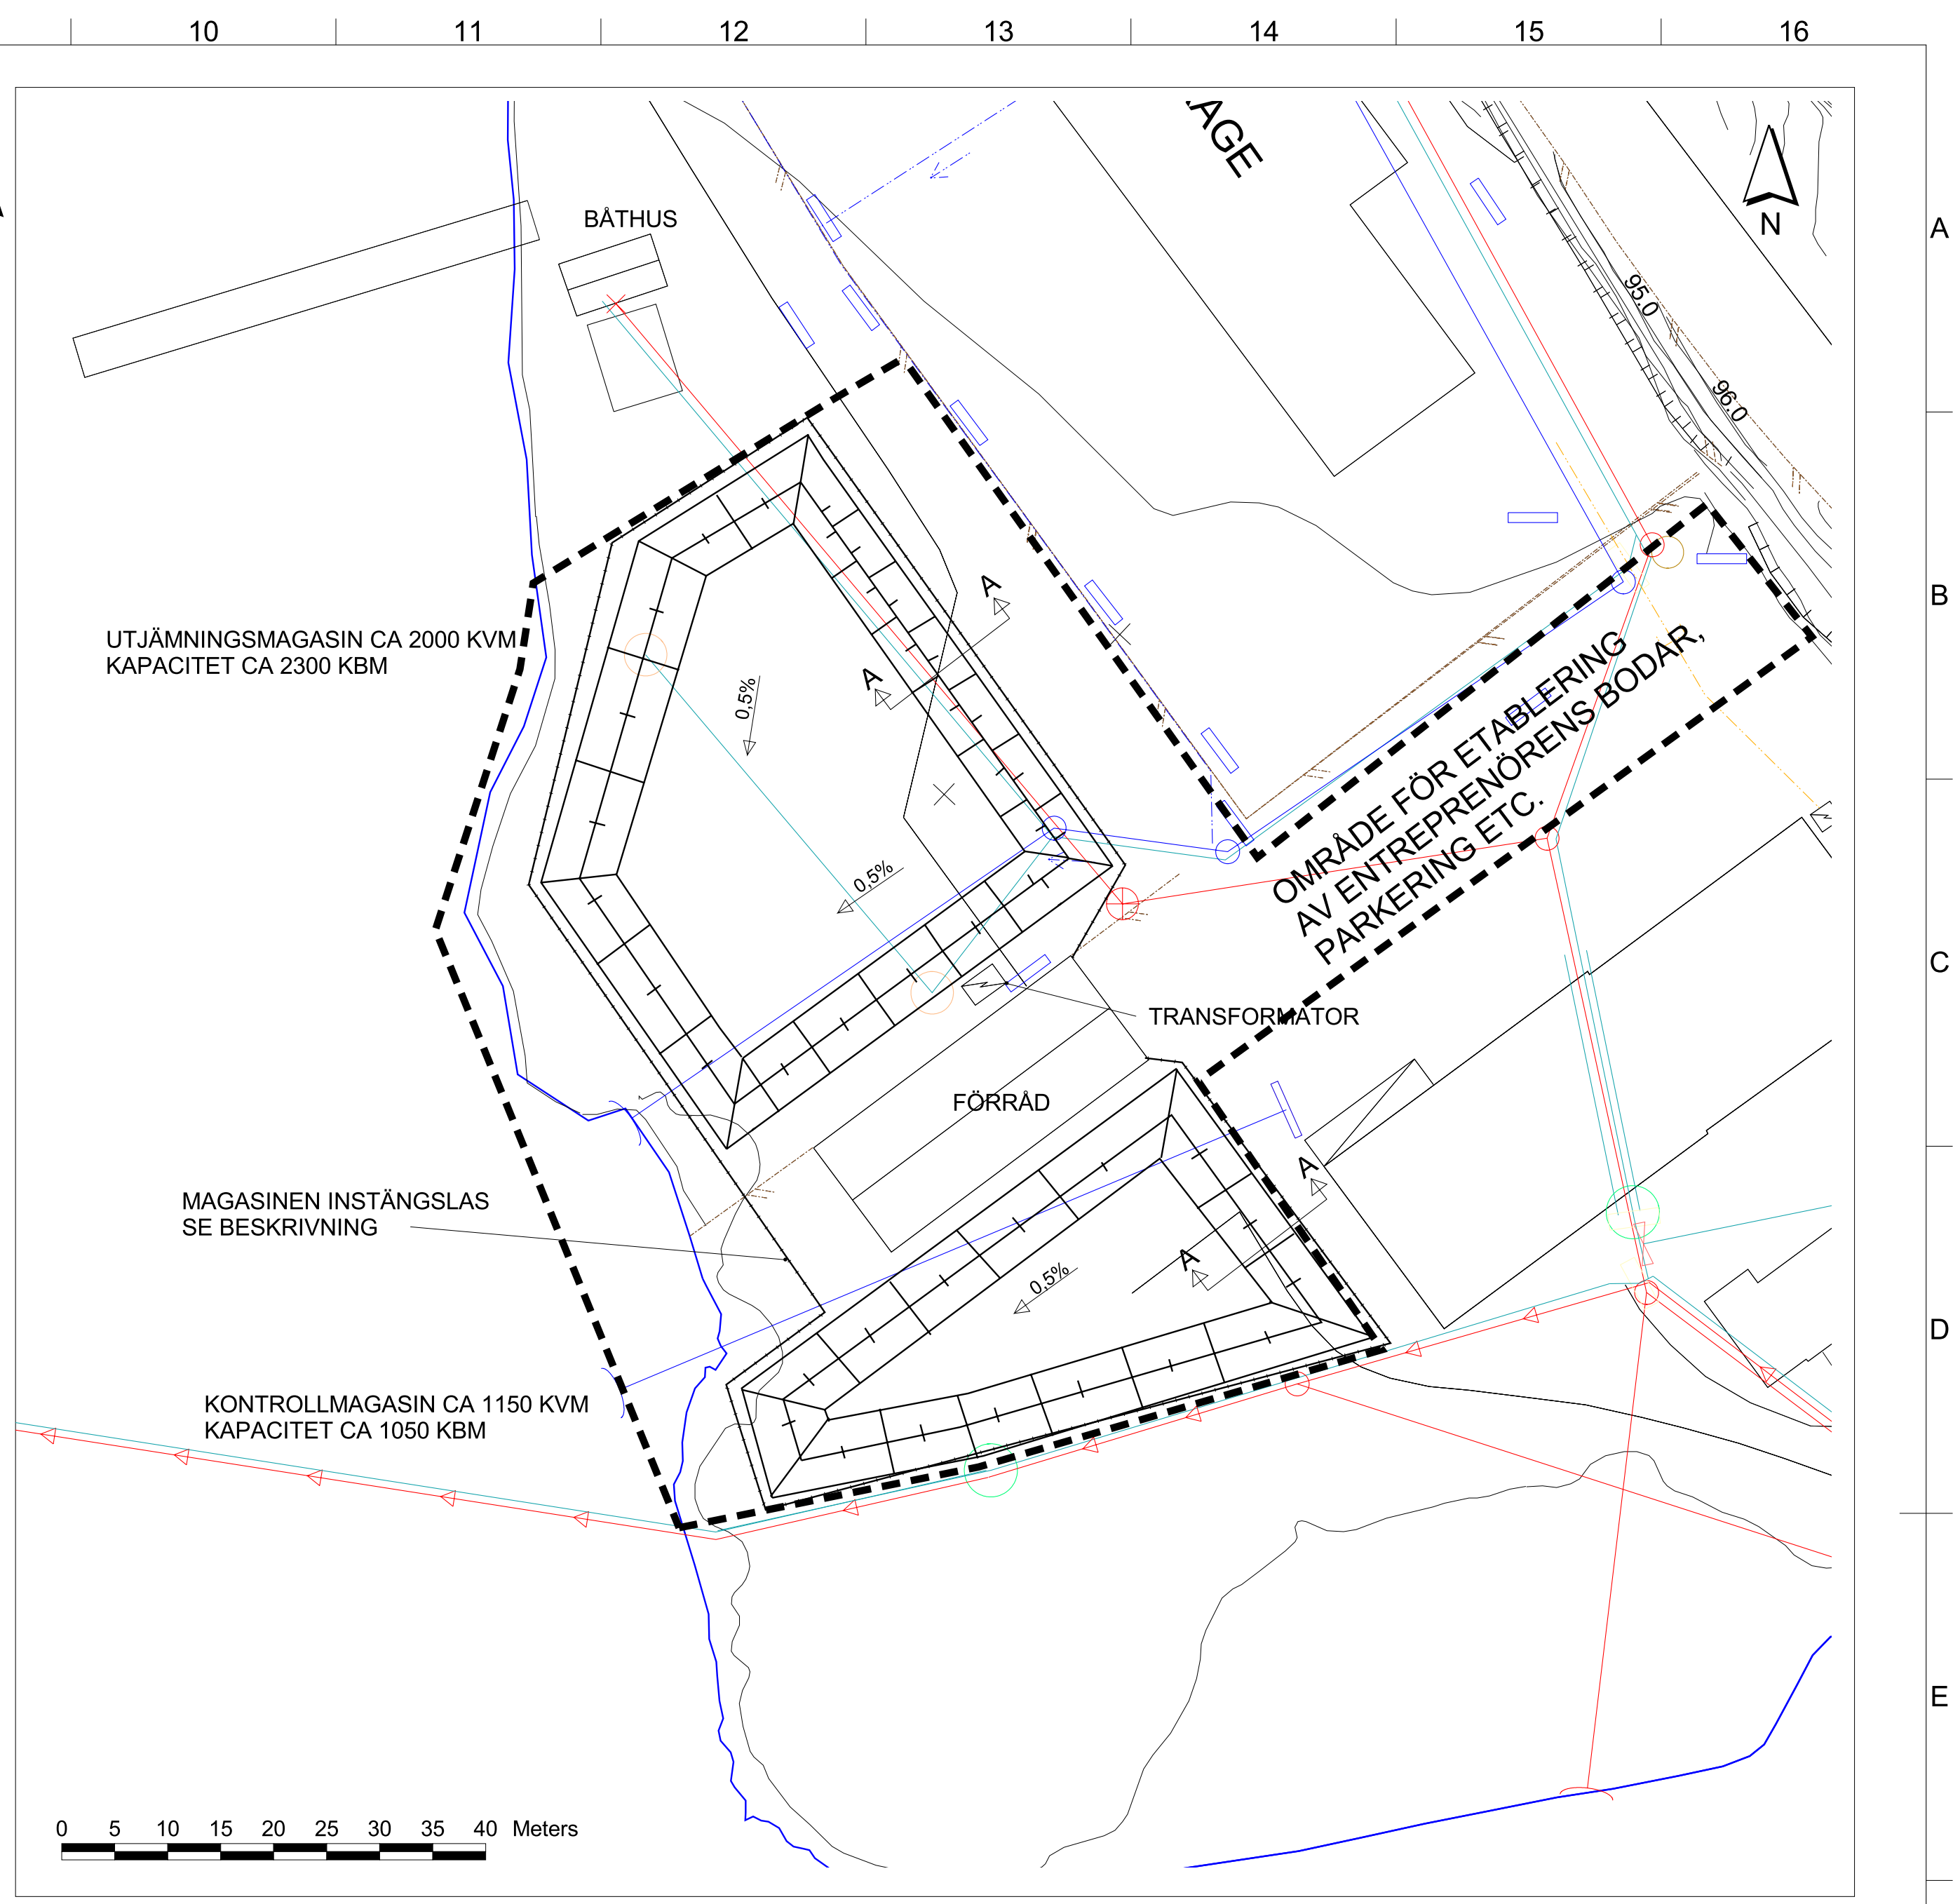 10 11 12 13 14 15 16
AGE
N
A
BÅTHUS
95.0
96.0
A
B
UTJÄMNINGSMAGASIN CA 2000 KVM
KAPACITET CA 2300 KBM
A
0,5%
OMRÅDE FÖR ETABLERING
AV ENTREPRENÖRENS BODAR,
PARKERING ETC.
0,5%
C
TRANSFORMATOR
FÖRRÅD
A
MAGASINEN INSTÄNGSLAS
SE BESKRIVNING
A
0,5%
D
KONTROLLMAGASIN CA 1150 KVM
KAPACITET CA 1050 KBM
E
0 5 10 15 20 25 30 35 40 Meters